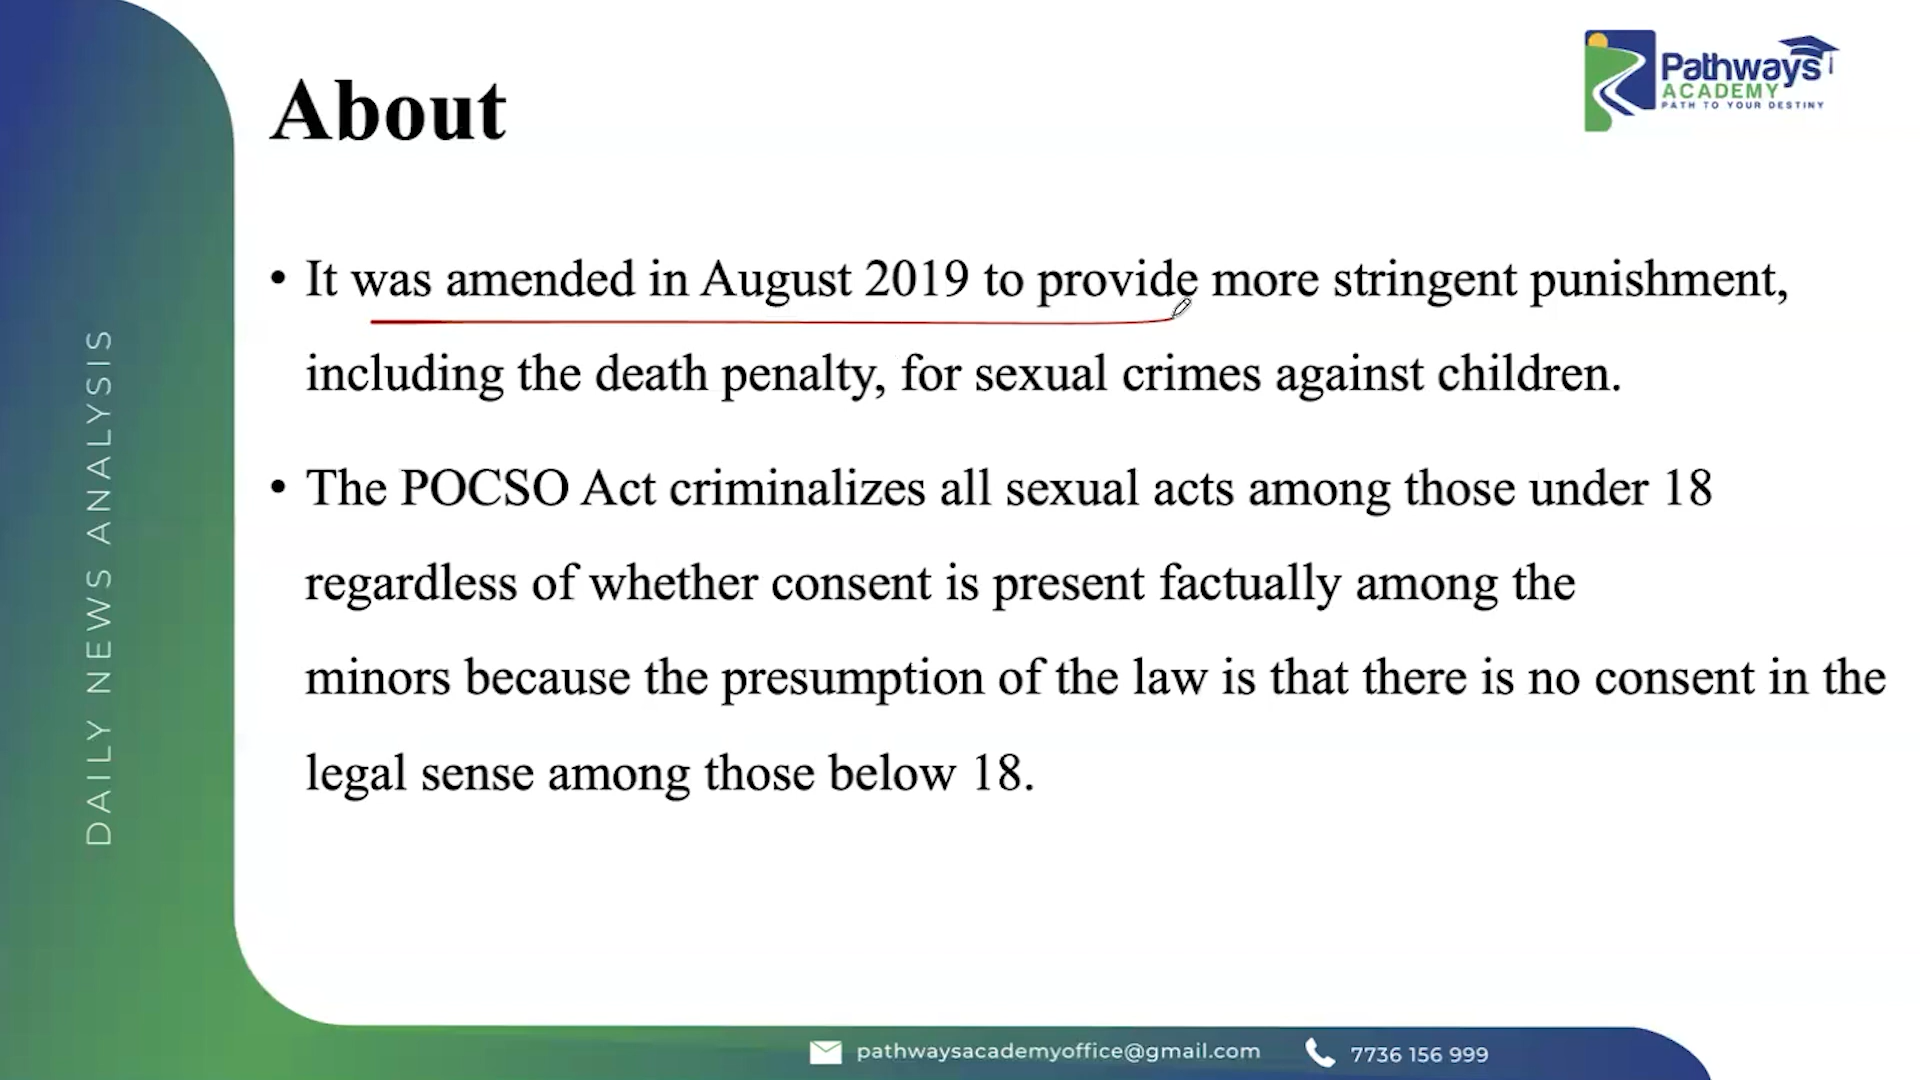 About
Pathways
ACADEMY
PATH TO YOUR DESTINY
• It was amended in August 2019 to provide more stringent punishment,
including the death penalty, for sexual crimes against children.
• The POCSO Act criminalizes all sexual acts among those under 18
regardless of whether consent is present factually among the
minors because the presumption of the law is that there is no consent in the
legal sense among those below 18.
DAILY NEWS ANALYSIS
pathwaysacademyoffice@gmail.com
7736 156 999